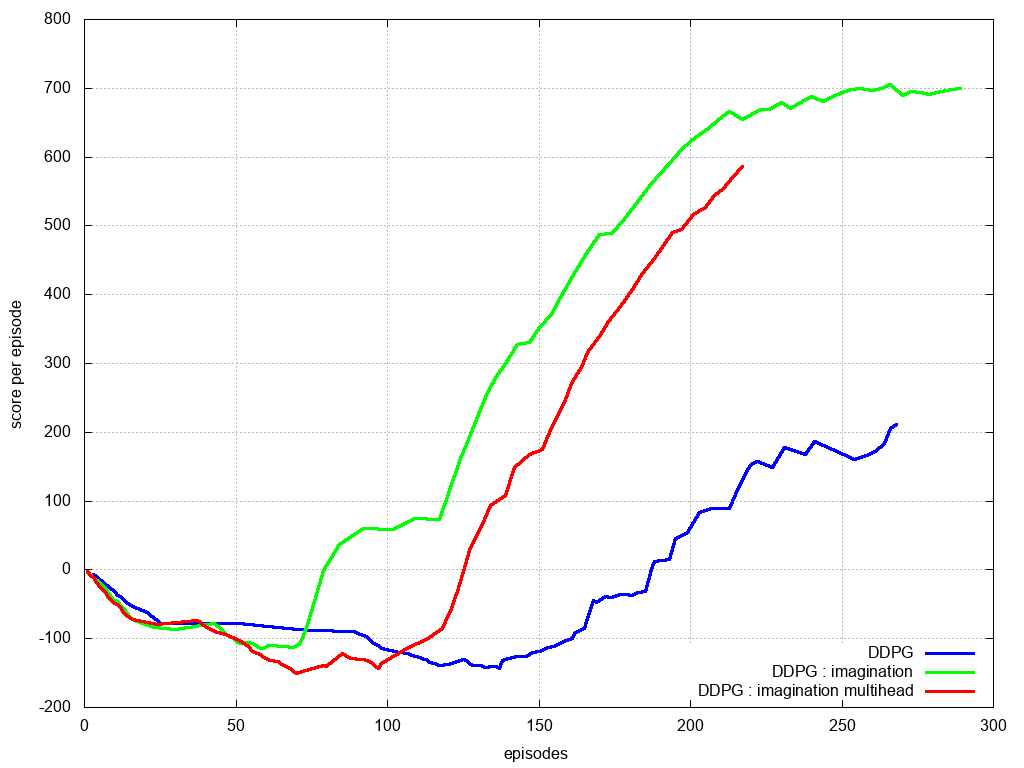 800
700
600
500
400
300
200
100
0
-100
-200
score per episode
DDPG
DDPG : imagination
DDPG : imagination multihead
0 50 100 150 200 250 300
episodes